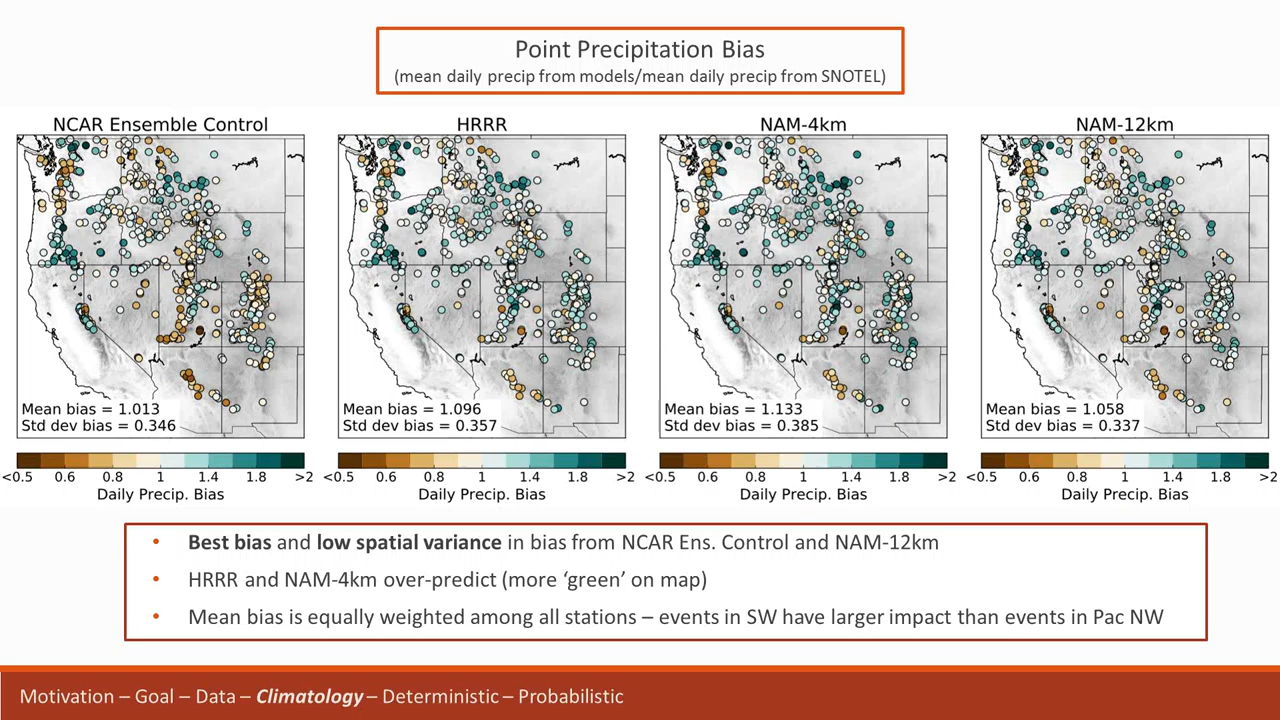 Point Precipitation Bias
(mean daily precip from models/mean daily precip from SNOTEL)
NCAR Ensemble Control
HRRR
NAM-4km
NAM-12km
Mean bias = 1.013
Std dev bias = 0.346
Mean bias = 1.096
Std dev bias = 0.357
Mean bias = 1.133
Std dev bias = 0.385
Mean bias = 1.058
Std dev bias = 0.337
<0.5 0.6 0.8 1 1.4 1.8 >2
Daily Precip. Bias
<0.5 0.6 0.8 1 1.4 1.8 >2
Daily Precip. Bias
<0.5 0.6 0.8 1 1.4 1.8 >2
Daily Precip. Bias
<0.5 0.6 0.8 1 1.4 1.8 >2
Daily Precip. Bias
• Best bias and low spatial variance in bias from NCAR Ens. Control and NAM-12km
• HRRR and NAM-4km over-predict (more ‘green’ on map)
• Mean bias is equally weighted among all stations – events in SW have larger impact than events in Pac NW
Motivation – Goal – Data – Climatology – Deterministic – Probabilistic